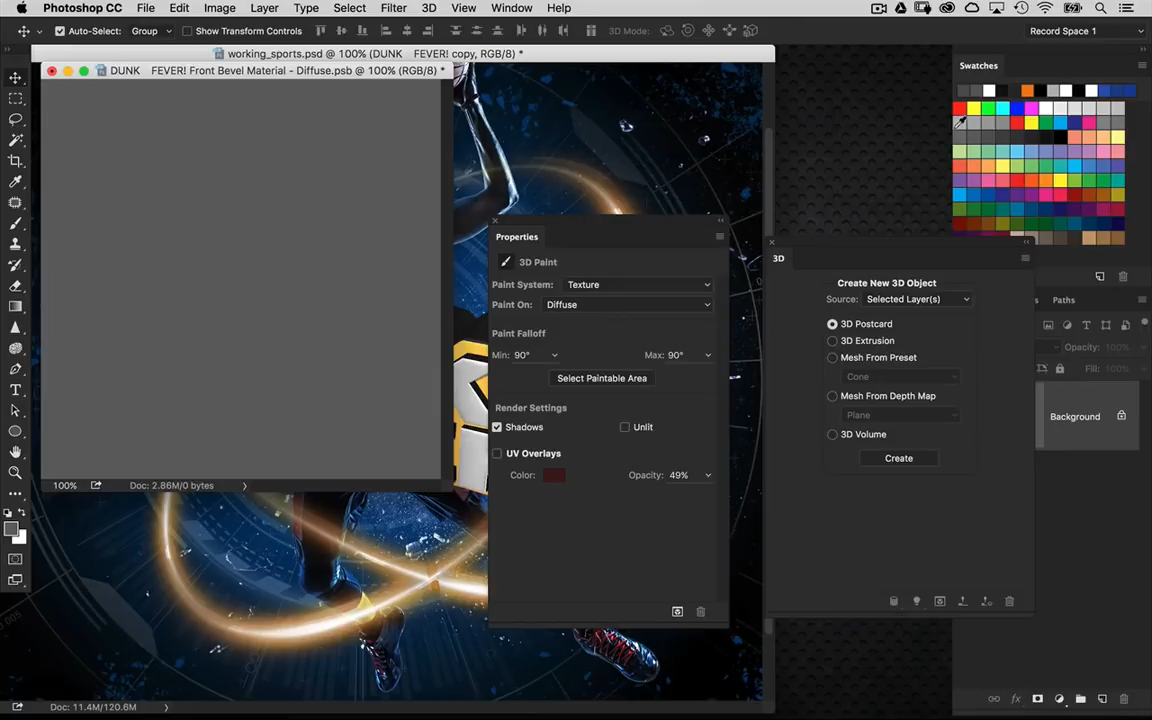 Photoshop CC File Edit Image Layer Type Select Filter 3D View Window Help
Auto-Select: Group Show Transform Controls 3D Mode: Record Space 1
working_sports.psd @ 100% (DUNK FEVER! copy, RGB/8) *
DUNK FEVER! Front Bevel Material - Diffuse.psb @ 100% (RGB/8) *
100% Doc: 2.86M/0 bytes
Doc: 11.4M/120.6M
Properties
3D Paint
Paint System: Texture
Paint On: Diffuse
Paint Falloff
Min: 90° Max: 90°
Select Paintable Area
Render Settings
Shadows Unlit
UV Overlays
Color: Opacity: 49%
3D
Create New 3D Object
Source: Selected Layer(s)
3D Postcard
3D Extrusion
Mesh From Preset
Cone
Mesh From Depth Map
Plane
3D Volume
Create
Swatches
Paths
Opacity: 100%
Fill: 100%
Background